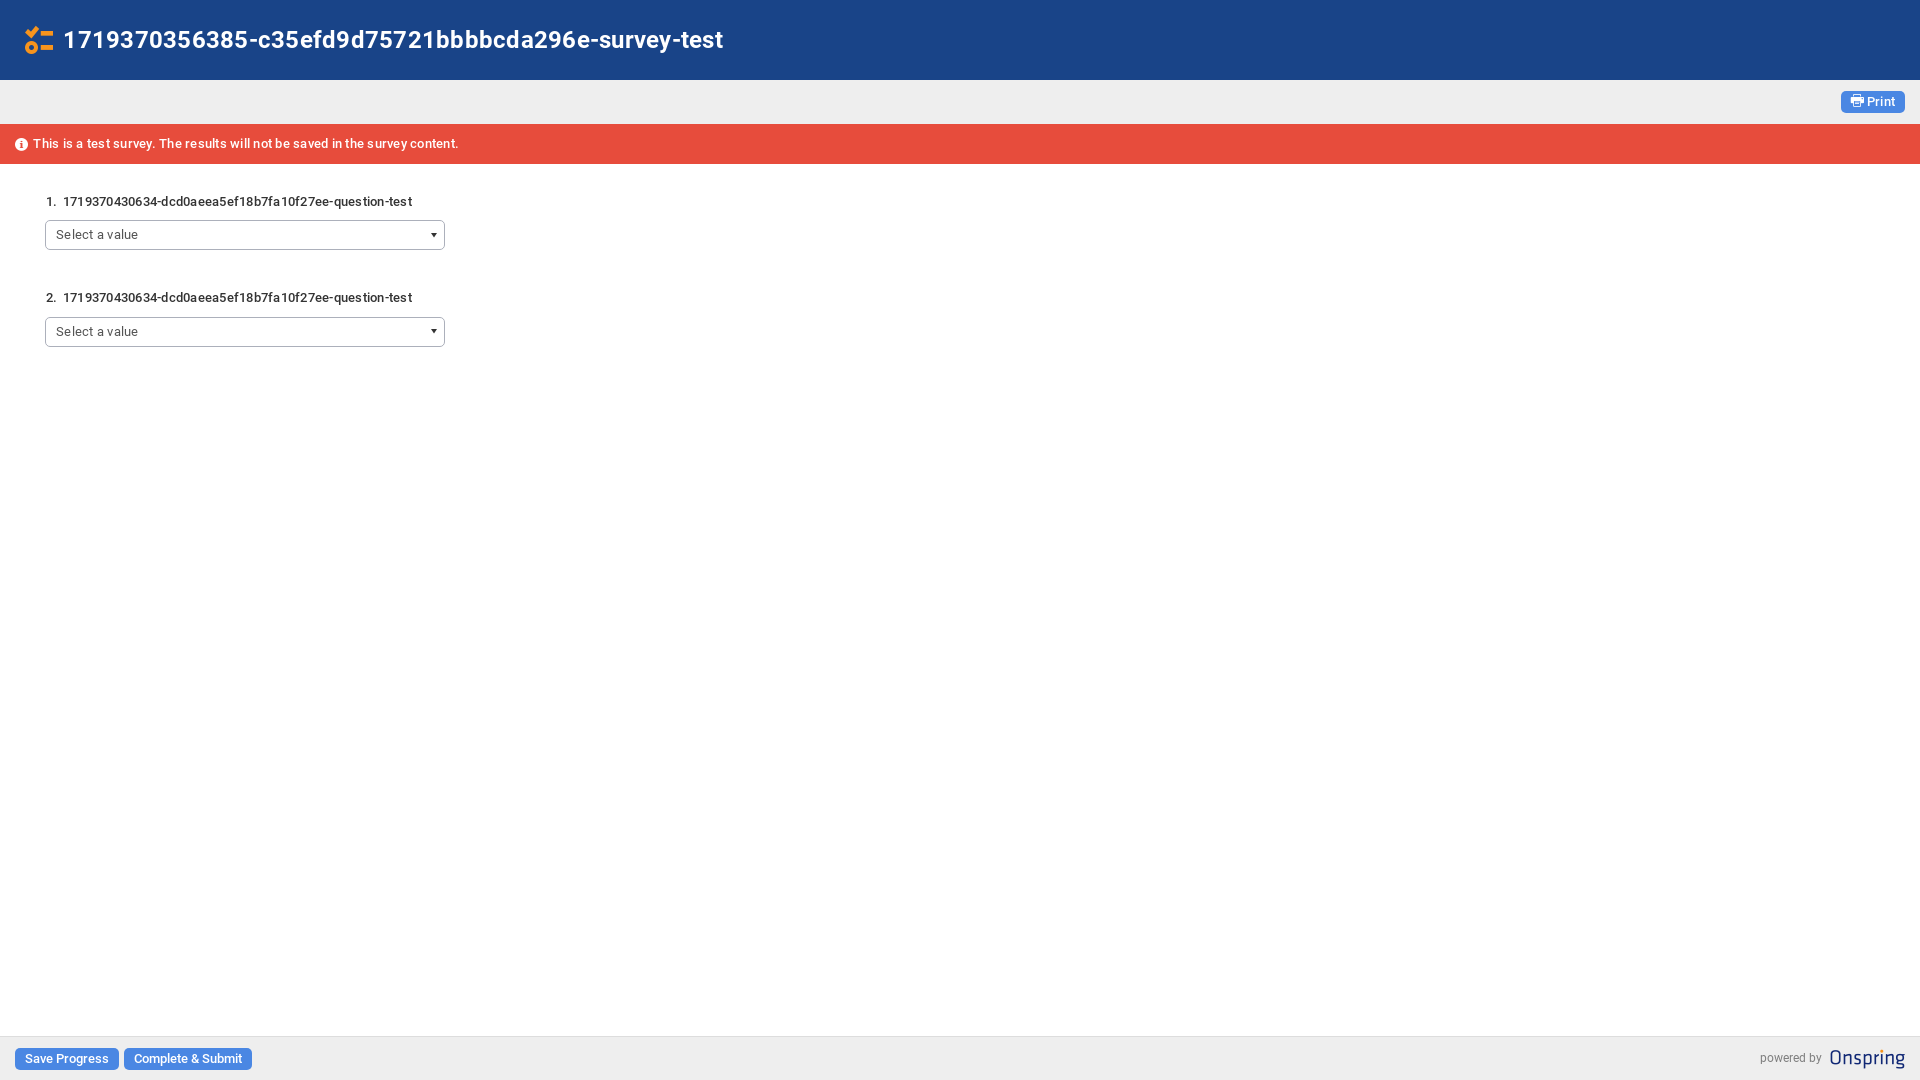 1719370356385-c35efd9d75721bbbbcda296e-survey-test
Print
This is a test survey. The results will not be saved in the survey content.
1. 1719370430634-dcd0aeea5ef18b7fa10f27ee-question-test
Select a value
2. 1719370430634-dcd0aeea5ef18b7fa10f27ee-question-test
Select a value
Save Progress Complete & Submit powered by Onspring